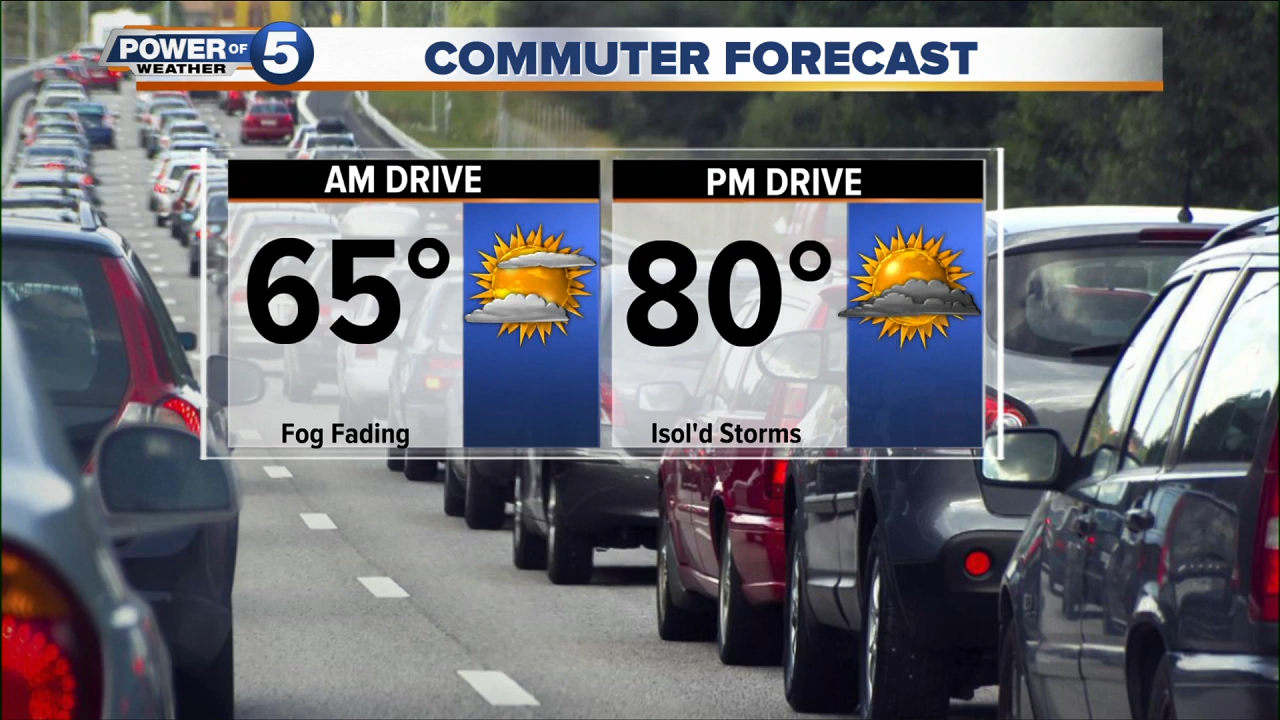 POWER OF 5
WEATHER
COMMUTER FORECAST
AM DRIVE
65°
Fog Fading
PM DRIVE
80°
Isol'd Storms